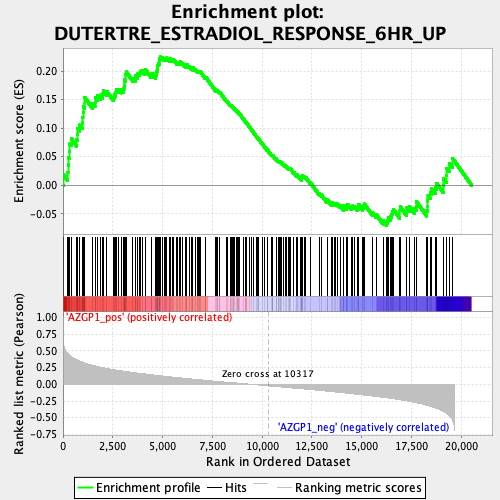 Enrichment plot:
DUTERTRE_ESTRADIOL_RESPONSE_6HR_UP
Enrichment score (ES)
0.20
0.15
0.10
0.05
0.00
-0.05
Ranked list metric (Pearson)
1.00
0.75
0.50
0.25
0.00
-0.25
-0.50
-0.75
'AZGP1_pos' (positively correlated)
Zero cross at 10317
'AZGP1_neg' (negatively correlated)
0
2,500
5,000
7,500
10,000
12,500
15,000
17,500
20,000
Rank in Ordered Dataset
Enrichment profile
Hits
Ranking metric scores